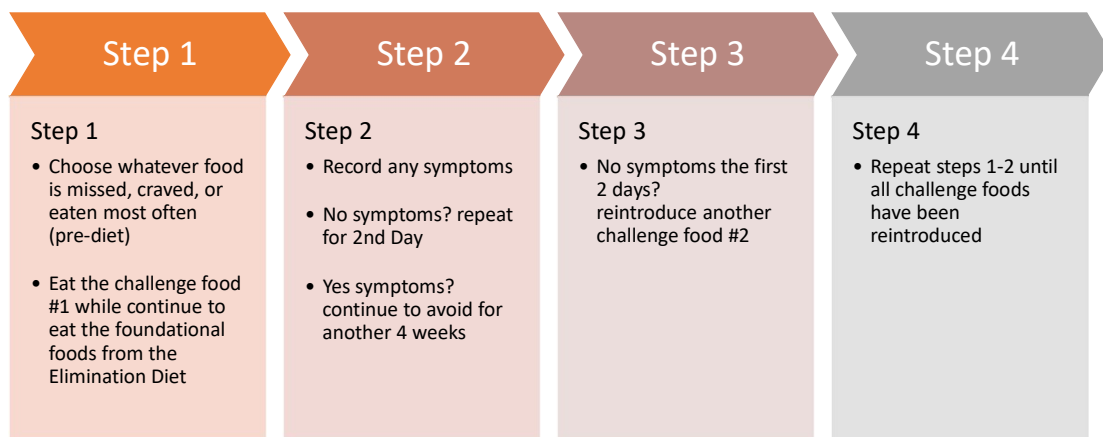 Step 1
Step 2
Step 3
Step 4
Step 1
• Choose whatever food
is missed, craved, or
eaten most often
(pre-diet)
• Eat the challenge food
#1 while continue to
eat the foundational
foods from the
Elimination Diet
Step 2
• Record any symptoms
• No symptoms? repeat
for 2nd Day
• Yes symptoms?
continue to avoid for
another 4 weeks
Step 3
• No symptoms the first
2 days?
reintroduce another
challenge food #2
Step 4
• Repeat steps 1-2 until
all challenge foods
have been
reintroduced